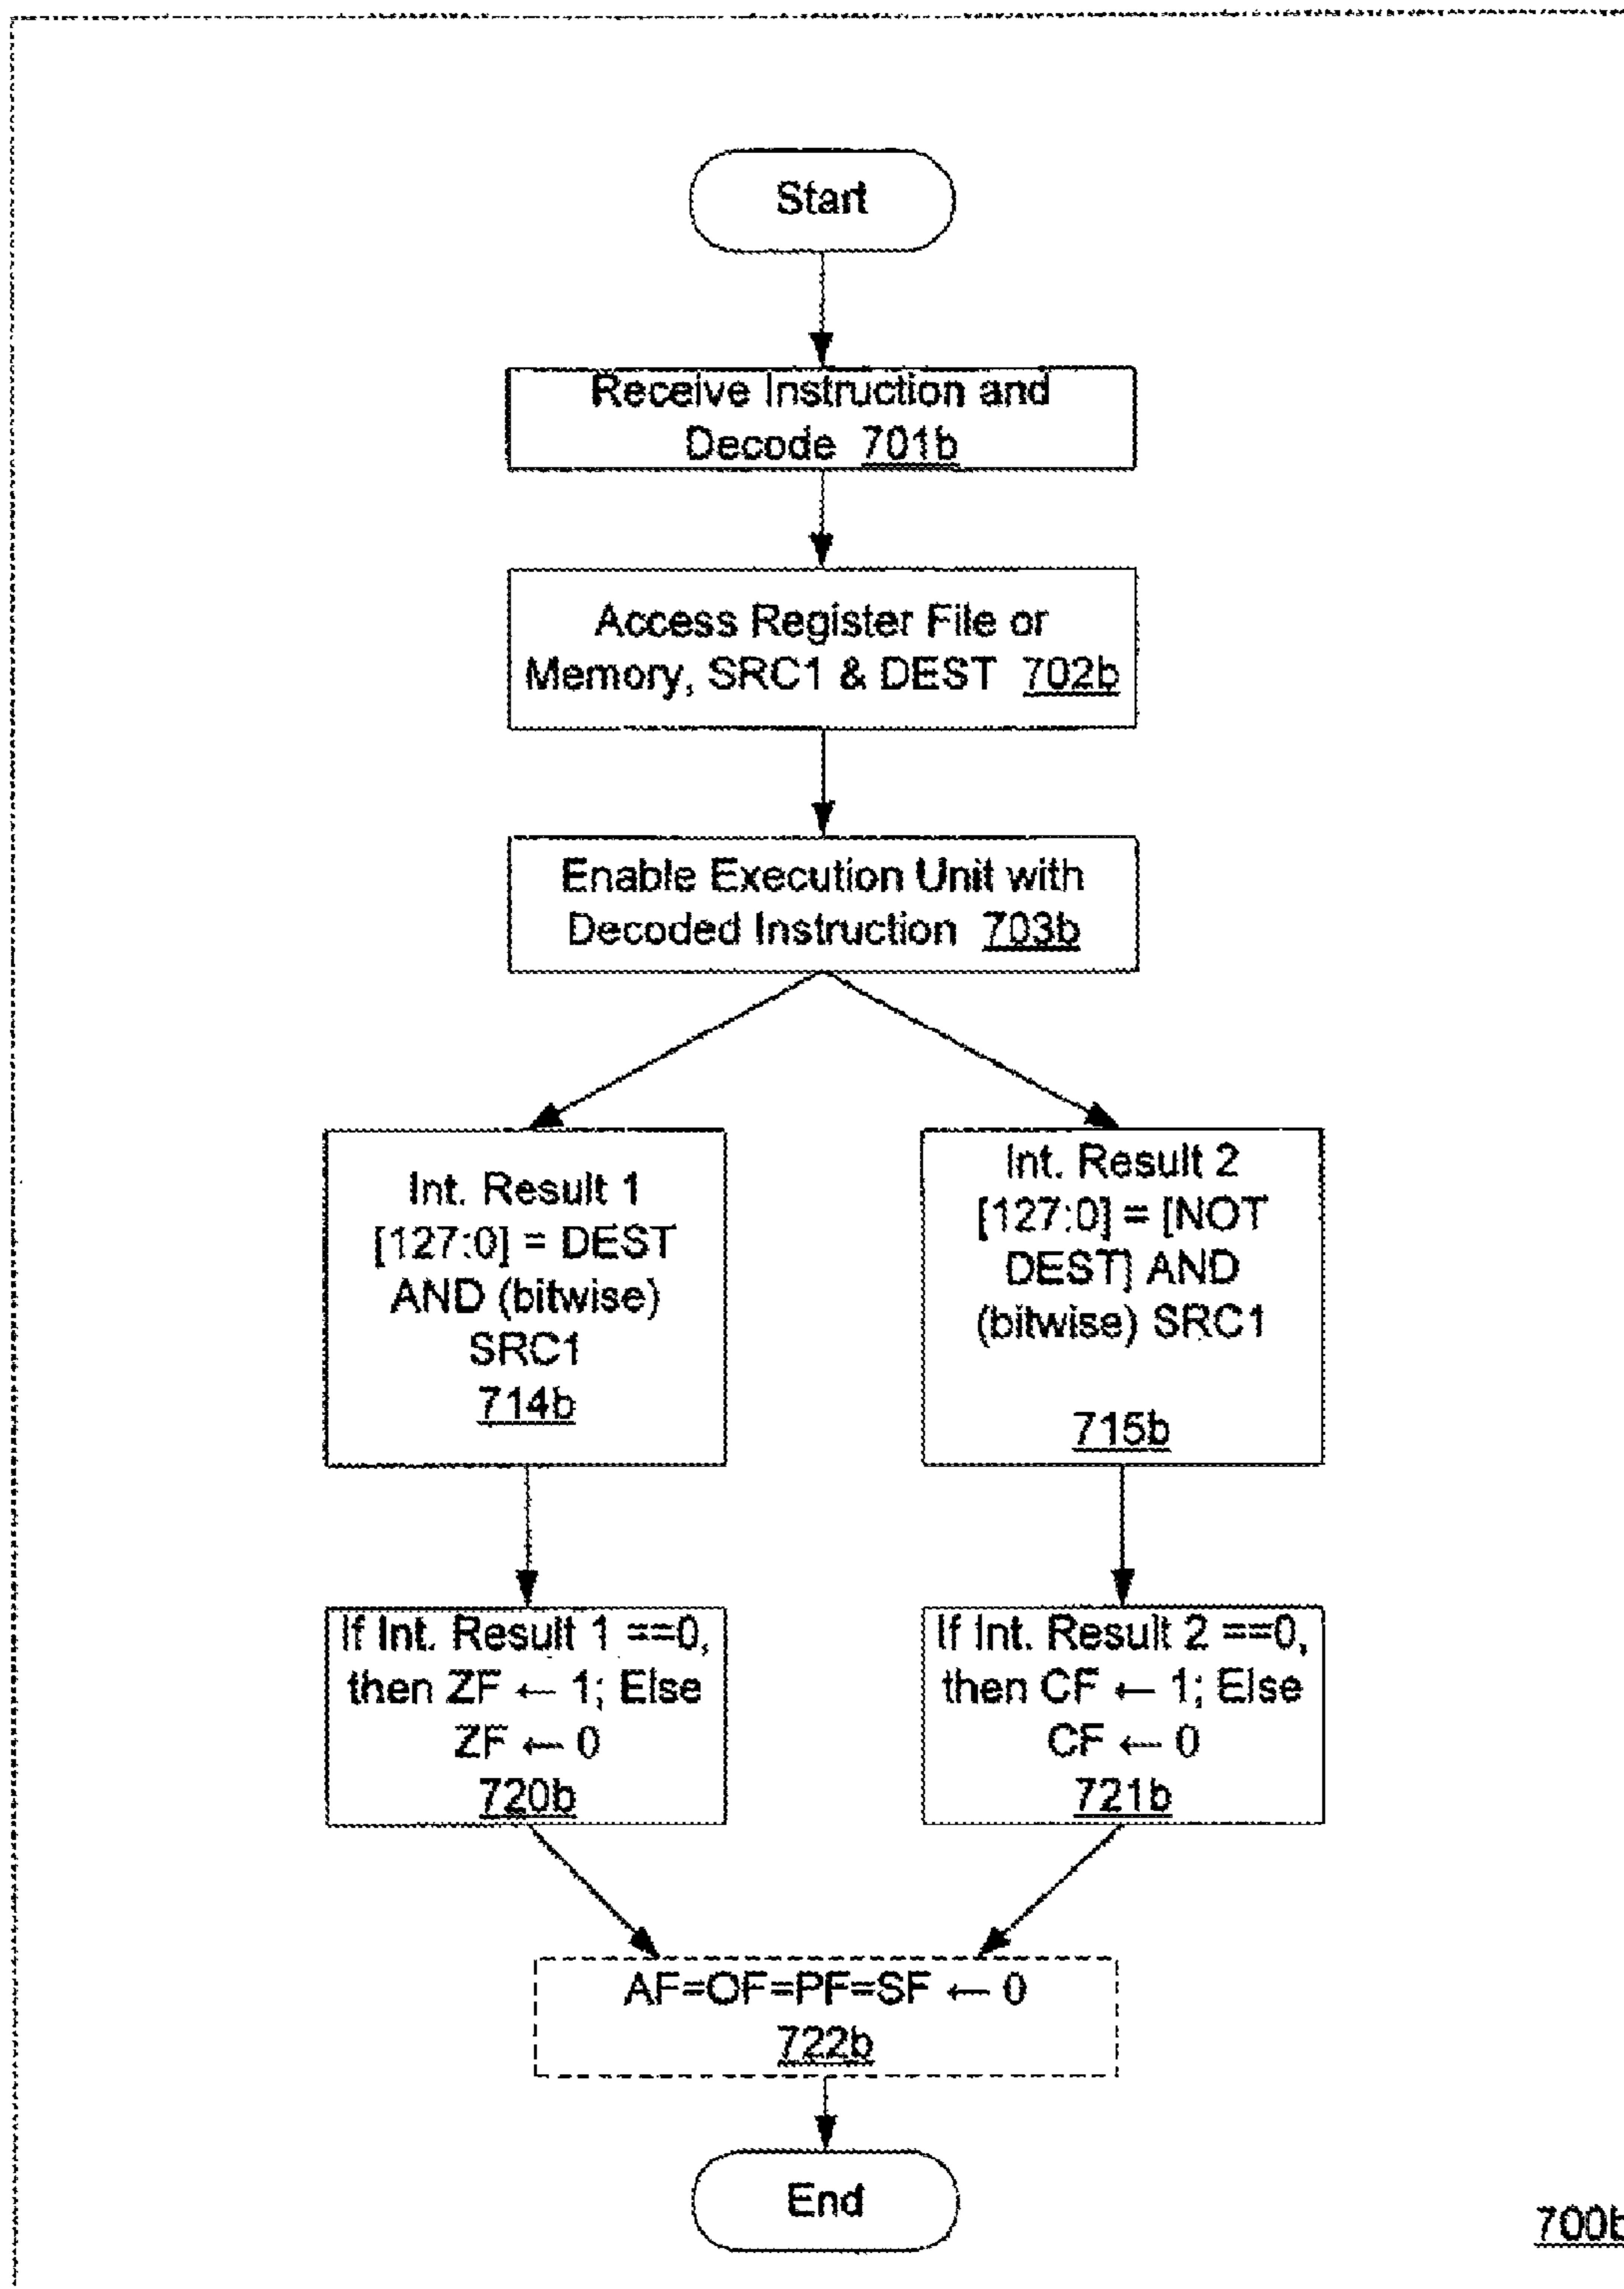 Start
Receive Instruction and
Decode 701b
Access Register File or
Memory, SRC1 & DEST 702b
Enable Execution Unit with
Decoded Instruction 703b
Int. Result 1
[127:0] = DEST
AND (bitwise)
SRC1
714b
Int. Result 2
[127:0] = [NOT
DEST] AND
(bitwise) SRC1
715b
If Int. Result 1 ==0,
then ZF ← 1; Else
ZF ← 0
720b
If Int. Result 2 ==0,
then CF ← 1; Else
CF ← 0
721b
AF=OF=PF=SF ← 0
722b
End
700b